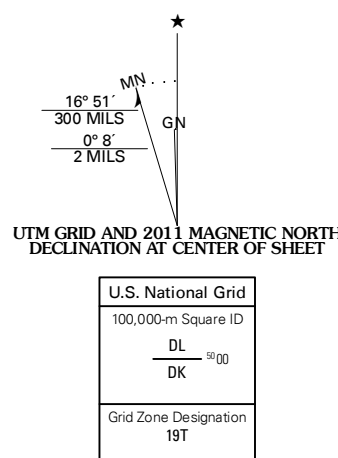 ★
MN
GN
16° 51´
300 MILS
0° 8´
2 MILS
UTM GRID AND 2011 MAGNETIC NORTH
DECLINATION AT CENTER OF SHEET
U.S. National Grid
100,000-m Square ID
DL
5000
DK
Grid Zone Designation
19T